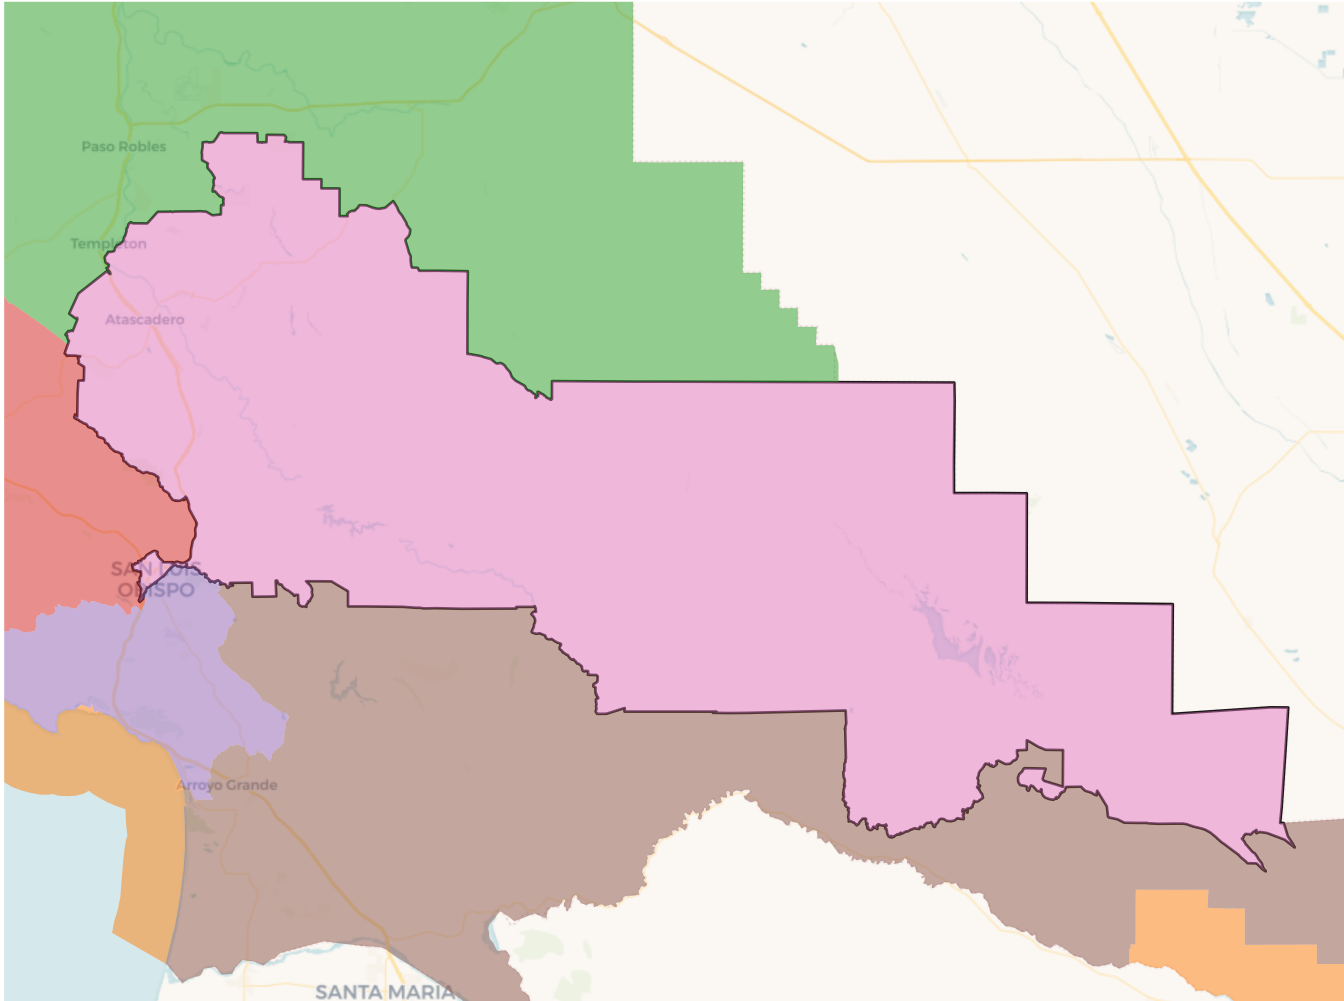 Paso Robles
Templeton
Atascadero
SAN LUIS
OBISPO
Arroyo Grande
SANTA MARIA